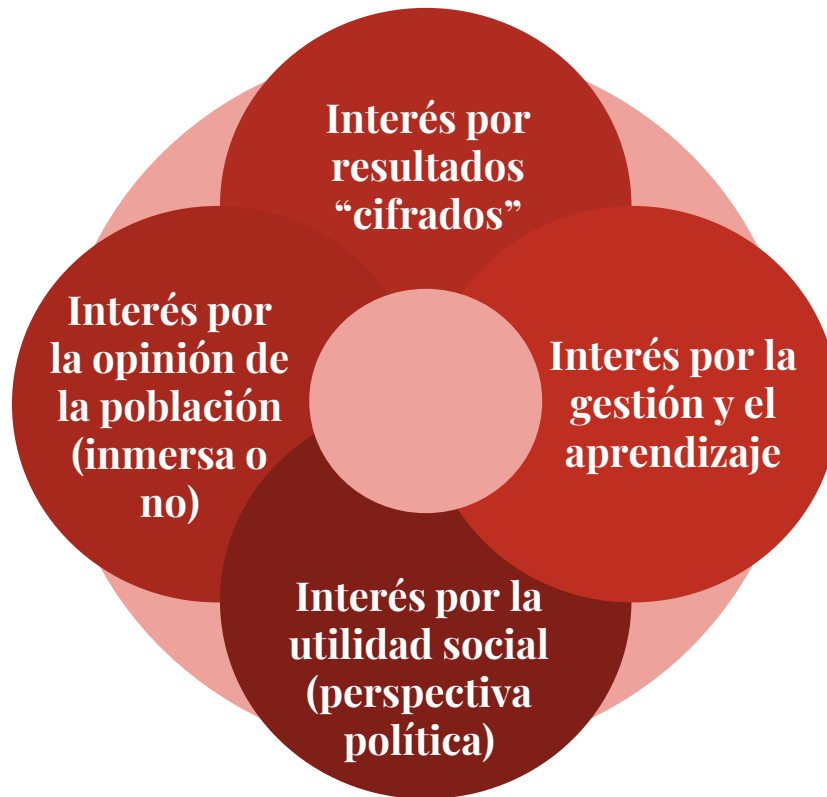 Interés por
resultados
“cifrados”
Interés por
la opinión de
la población
(inmersa o
no)
Interés por la
gestión y el
aprendizaje
Interés por la
utilidad social
(perspectiva
política)